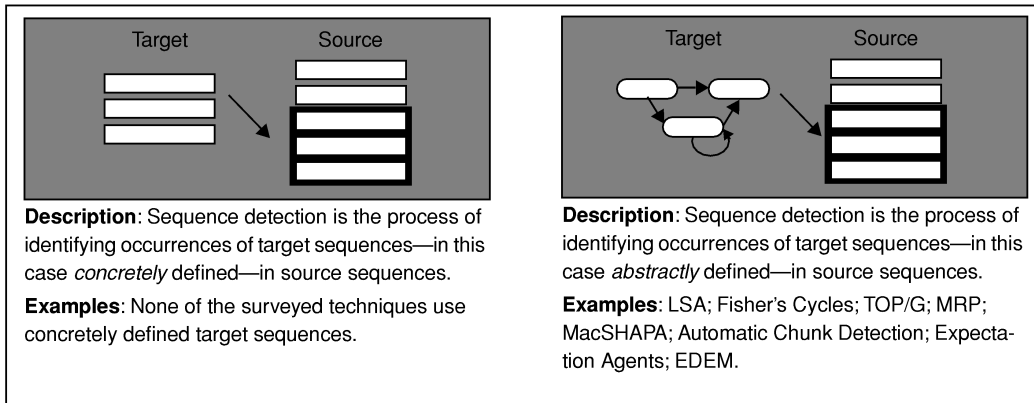 Target Source
Description: Sequence detection is the process of
identifying occurrences of target sequences—in this
case concretely defined—in source sequences.
Examples: None of the surveyed techniques use
concretely defined target sequences.
Target Source
Description: Sequence detection is the process of
identifying occurrences of target sequences—in this
case abstractly defined—in source sequences.
Examples: LSA; Fisher's Cycles; TOP/G; MRP;
MacSHAPA; Automatic Chunk Detection; Expecta-
tion Agents; EDEM.